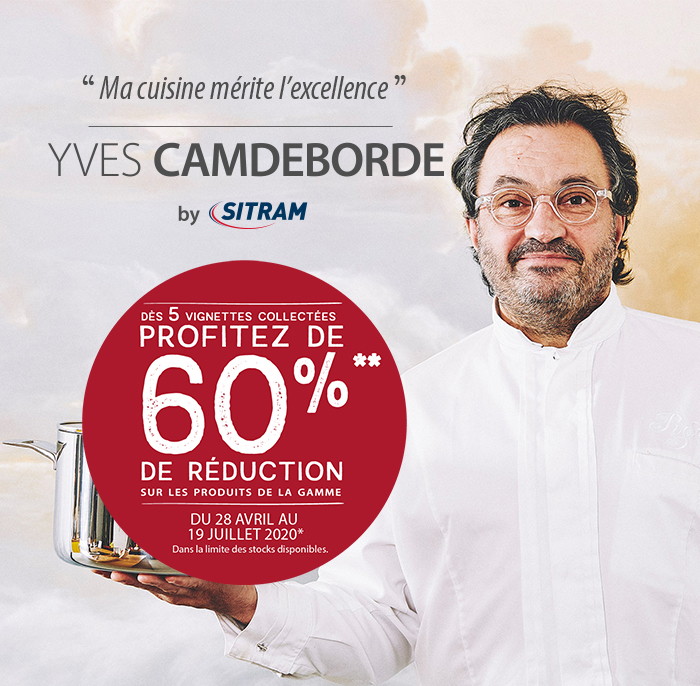 “ Ma cuisine mérite l’excellence ”
YVES CAMDEBORDE
by SITRAM
DÈS 5 VIGNETTES COLLECTÉES
PROFITEZ DE
60%**
DE RÉDUCTION
SUR LES PRODUITS DE LA GAMME
DU 28 AVRIL AU
19 JUILLET 2020*
Dans la limite des stocks disponibles.